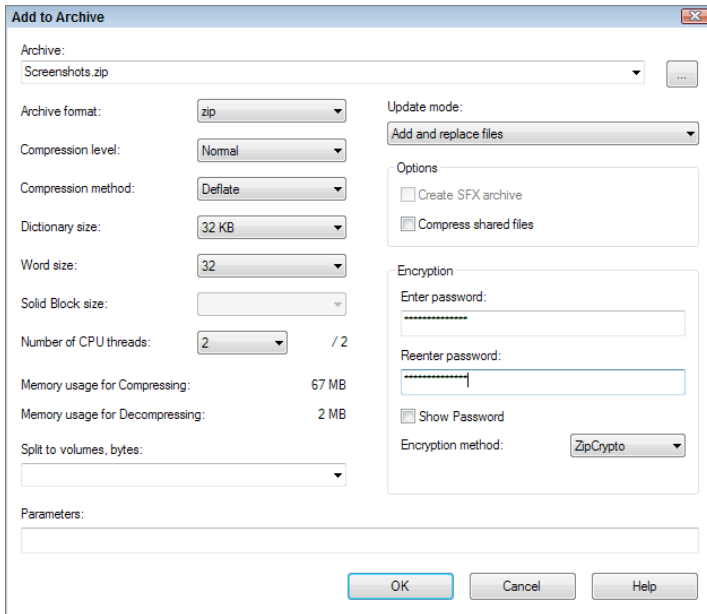 Add to Archive
Archive:
Screenshots.zip
...
Archive format:
zip
Compression level:
Normal
Compression method:
Deflate
Dictionary size:
32 KB
Word size:
32
Solid Block size:
Number of CPU threads:
2
/ 2
Memory usage for Compressing:
67 MB
Memory usage for Decompressing:
2 MB
Split to volumes, bytes:
Update mode:
Add and replace files
Options
Create SFX archive
Compress shared files
Encryption
Enter password:
**************
Reenter password:
**************
Show Password
Encryption method:
ZipCrypto
Parameters:
OK
Cancel
Help